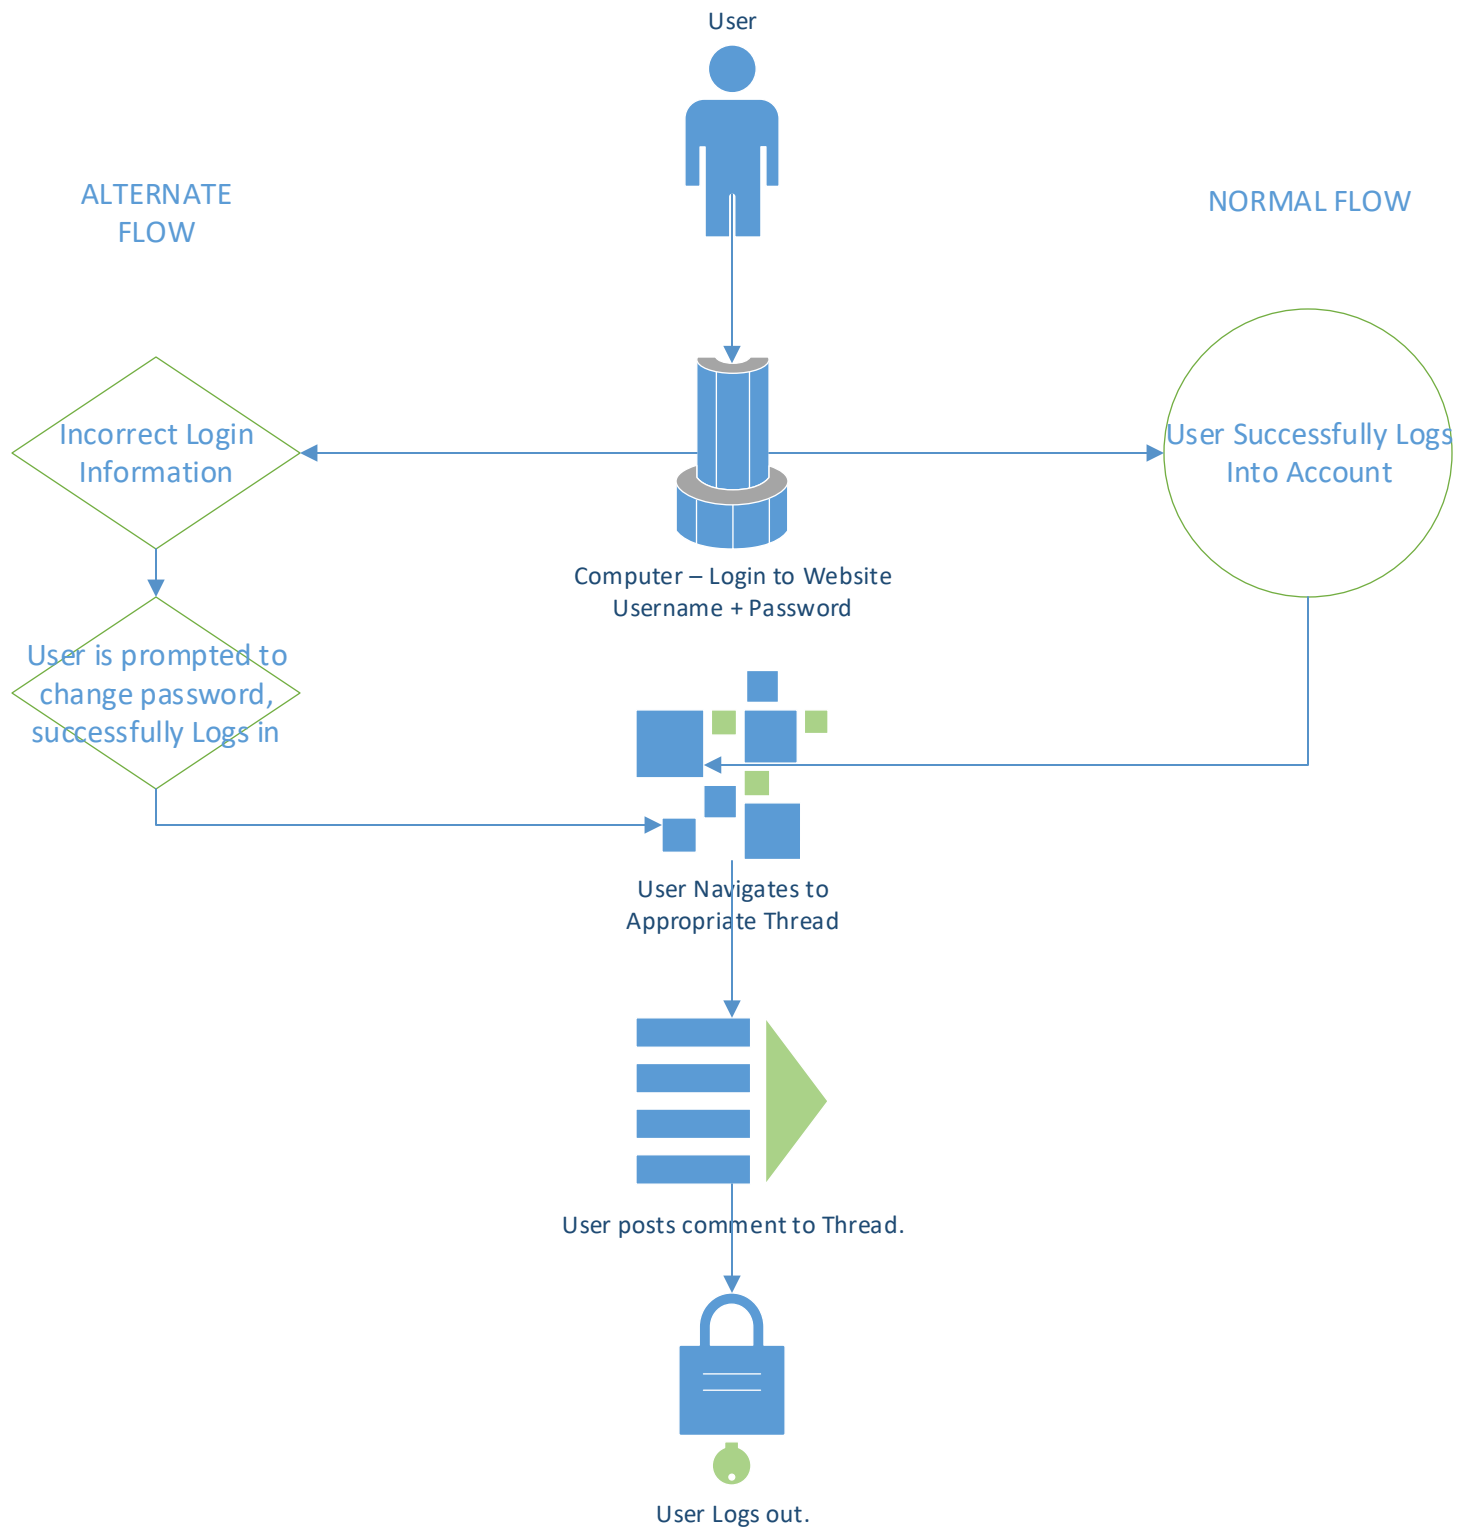 User
ALTERNATE
FLOW
NORMAL FLOW
Incorrect Login
Information
User Successfully Logs
Into Account
Computer – Login to Website
Username + Password
User is prompted to
change password,
successfully Logs in
User Navigates to
Appropriate Thread
User posts comment to Thread.
User Logs out.